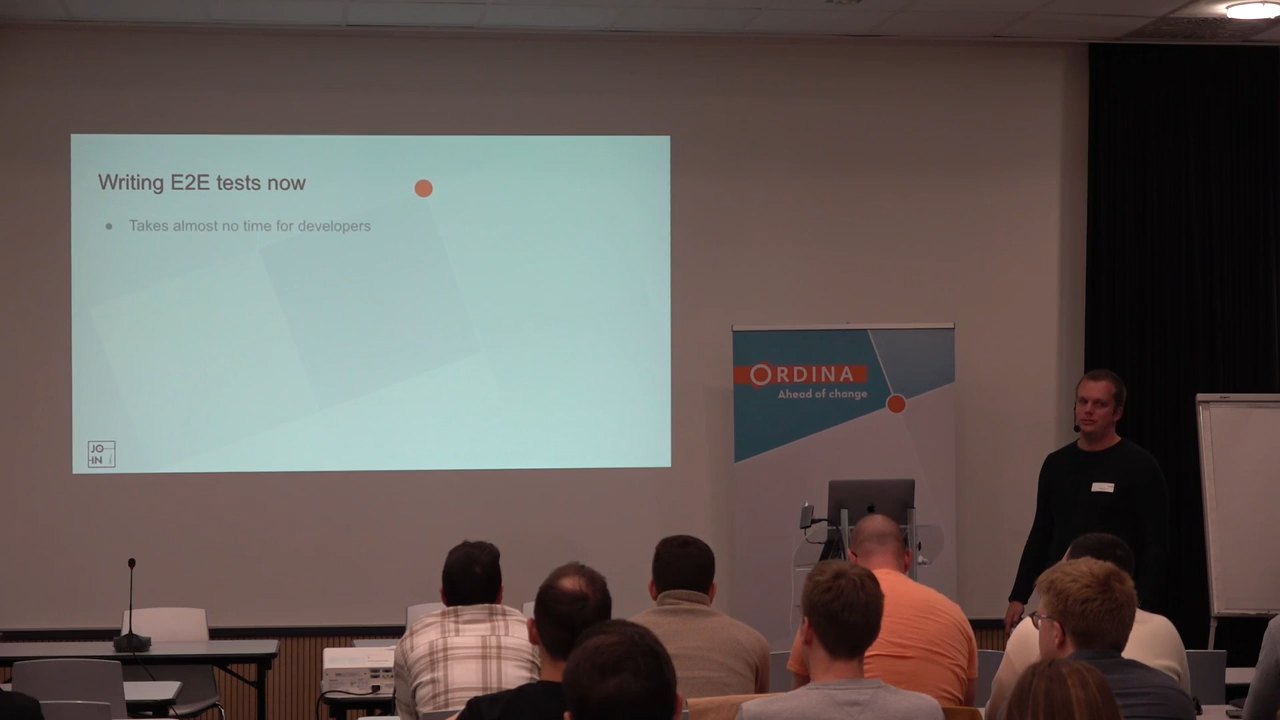 Writing E2E tests now
Takes almost no time for developers
JO
IN
ORDINA
Ahead of change